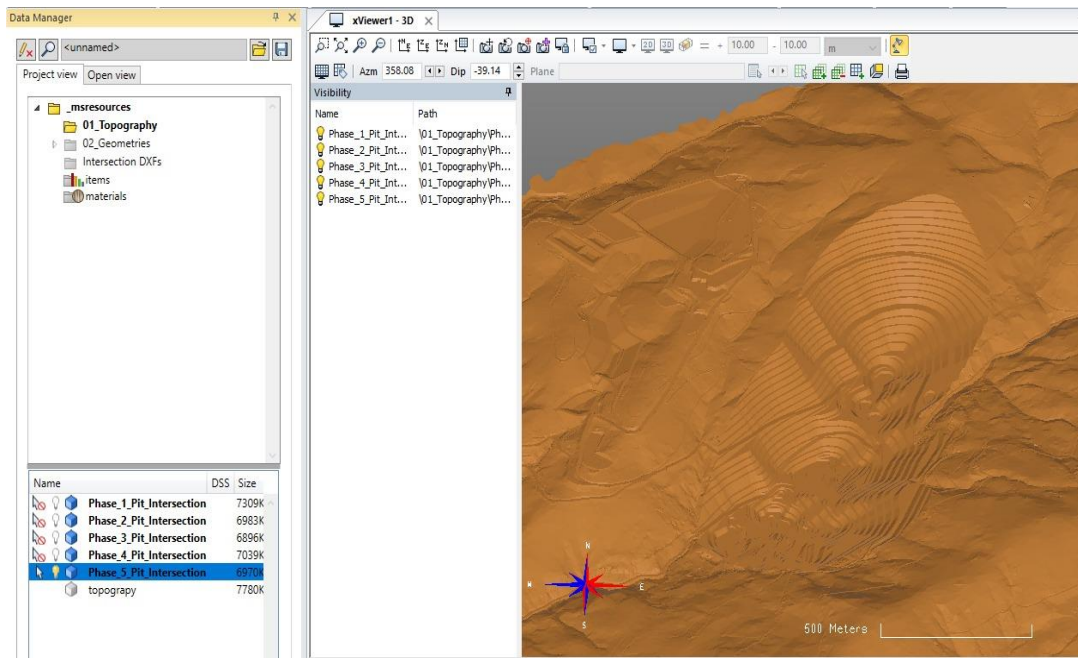 Data Manager
xViewer1 - 3D
<unnamed>
10.00 - 10.00 m
Project view Open view
Azm 358.08 Dip -39.14 Plane
Visibility
Name Path
_msresources
01_Topography
02_Geometries
Intersection DXFs
items
materials
Phase_1_Pit_Int... \01_Topography\Ph...
Phase_2_Pit_Int... \01_Topography\Ph...
Phase_3_Pit_Int... \01_Topography\Ph...
Phase_4_Pit_Int... \01_Topography\Ph...
Phase_5_Pit_Int... \01_Topography\Ph...
Name DSS Size
Phase_1_Pit_Intersection 7309K
Phase_2_Pit_Intersection 6983K
Phase_3_Pit_Intersection 6896K
Phase_4_Pit_Intersection 7039K
Phase_5_Pit_Intersection 6970K
topograpy 7780K
N
E
S
500 Meters